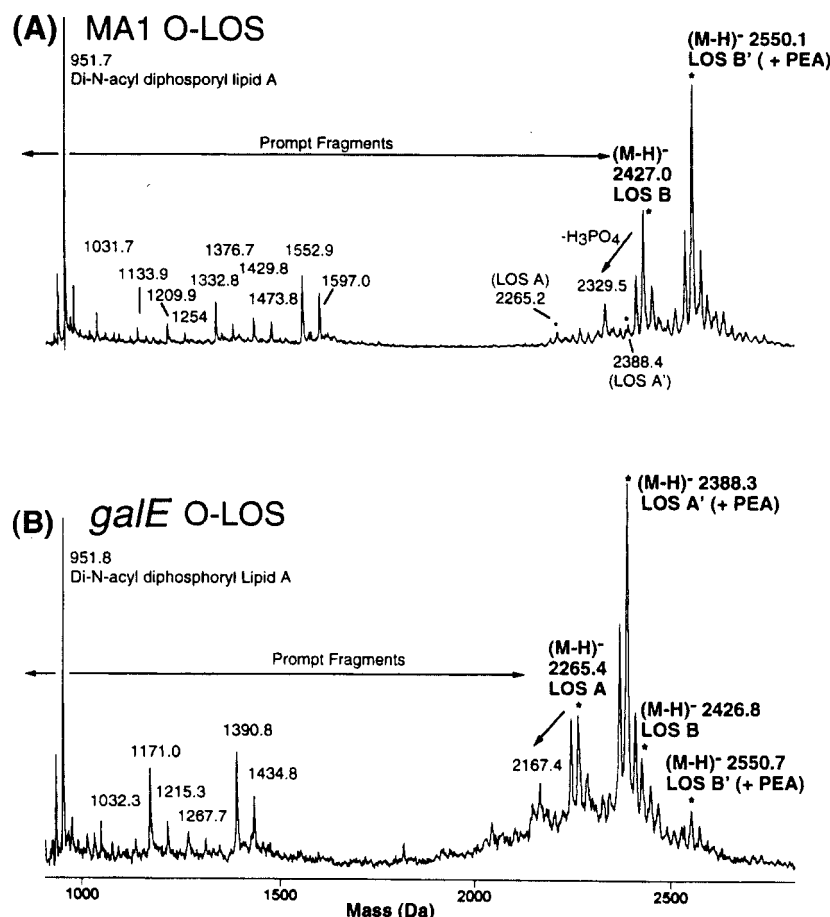 (A) MA1 O-LOS
951.7
Di-N-acyl diphosporyl lipid A
(M-H)- 2550.1
LOS B' ( + PEA)
*
Prompt Fragments
(M-H)-
2427.0
LOS B
*
-H3PO4
1031.7
1133.9
1209.9
1254
1376.7
1332.8
1429.8
1473.8
1552.9
1597.0
(LOS A)
2265.2
2329.5
2388.4
(LOS A')
(B) galE O-LOS
951.8
Di-N-acyl diphosphoryl Lipid A
* (M-H)- 2388.3
LOS A' (+ PEA)
Prompt Fragments
(M-H)-
2265.4
LOS A
*
(M-H)- 2426.8
LOS B
*
(M-H)- 2550.7
LOS B' (+ PEA)
*
1032.3
1171.0
1215.3
1267.7
1390.8
1434.8
2167.4
1000 1500 2000 2500
Mass (Da)